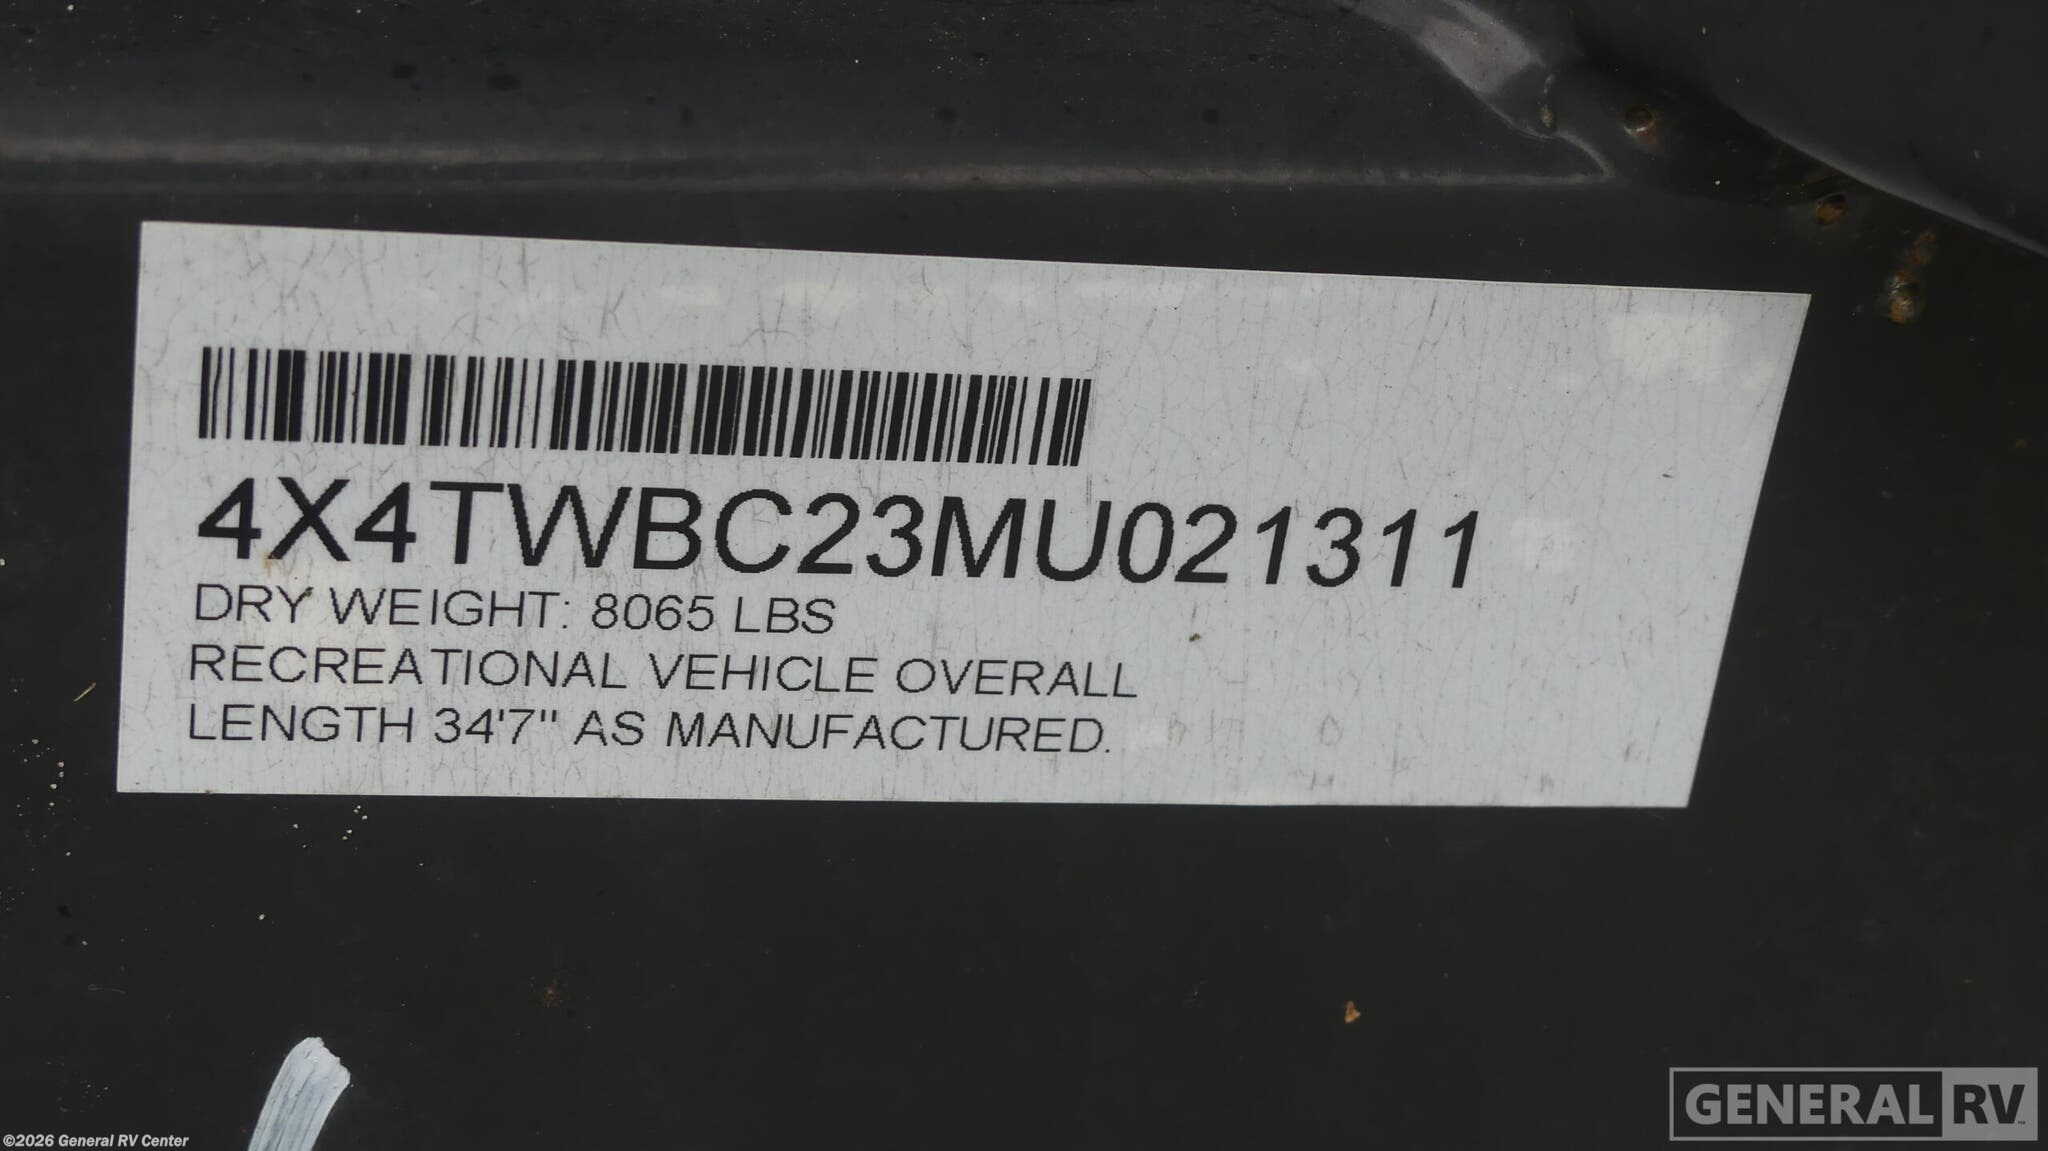 4X4TWBC23MU021311
DRY WEIGHT: 8065 LBS
RECREATIONAL VEHICLE OVERALL
LENGTH 34'7" AS MANUFACTURED.
GENERAL RV
©2026 General RV Center